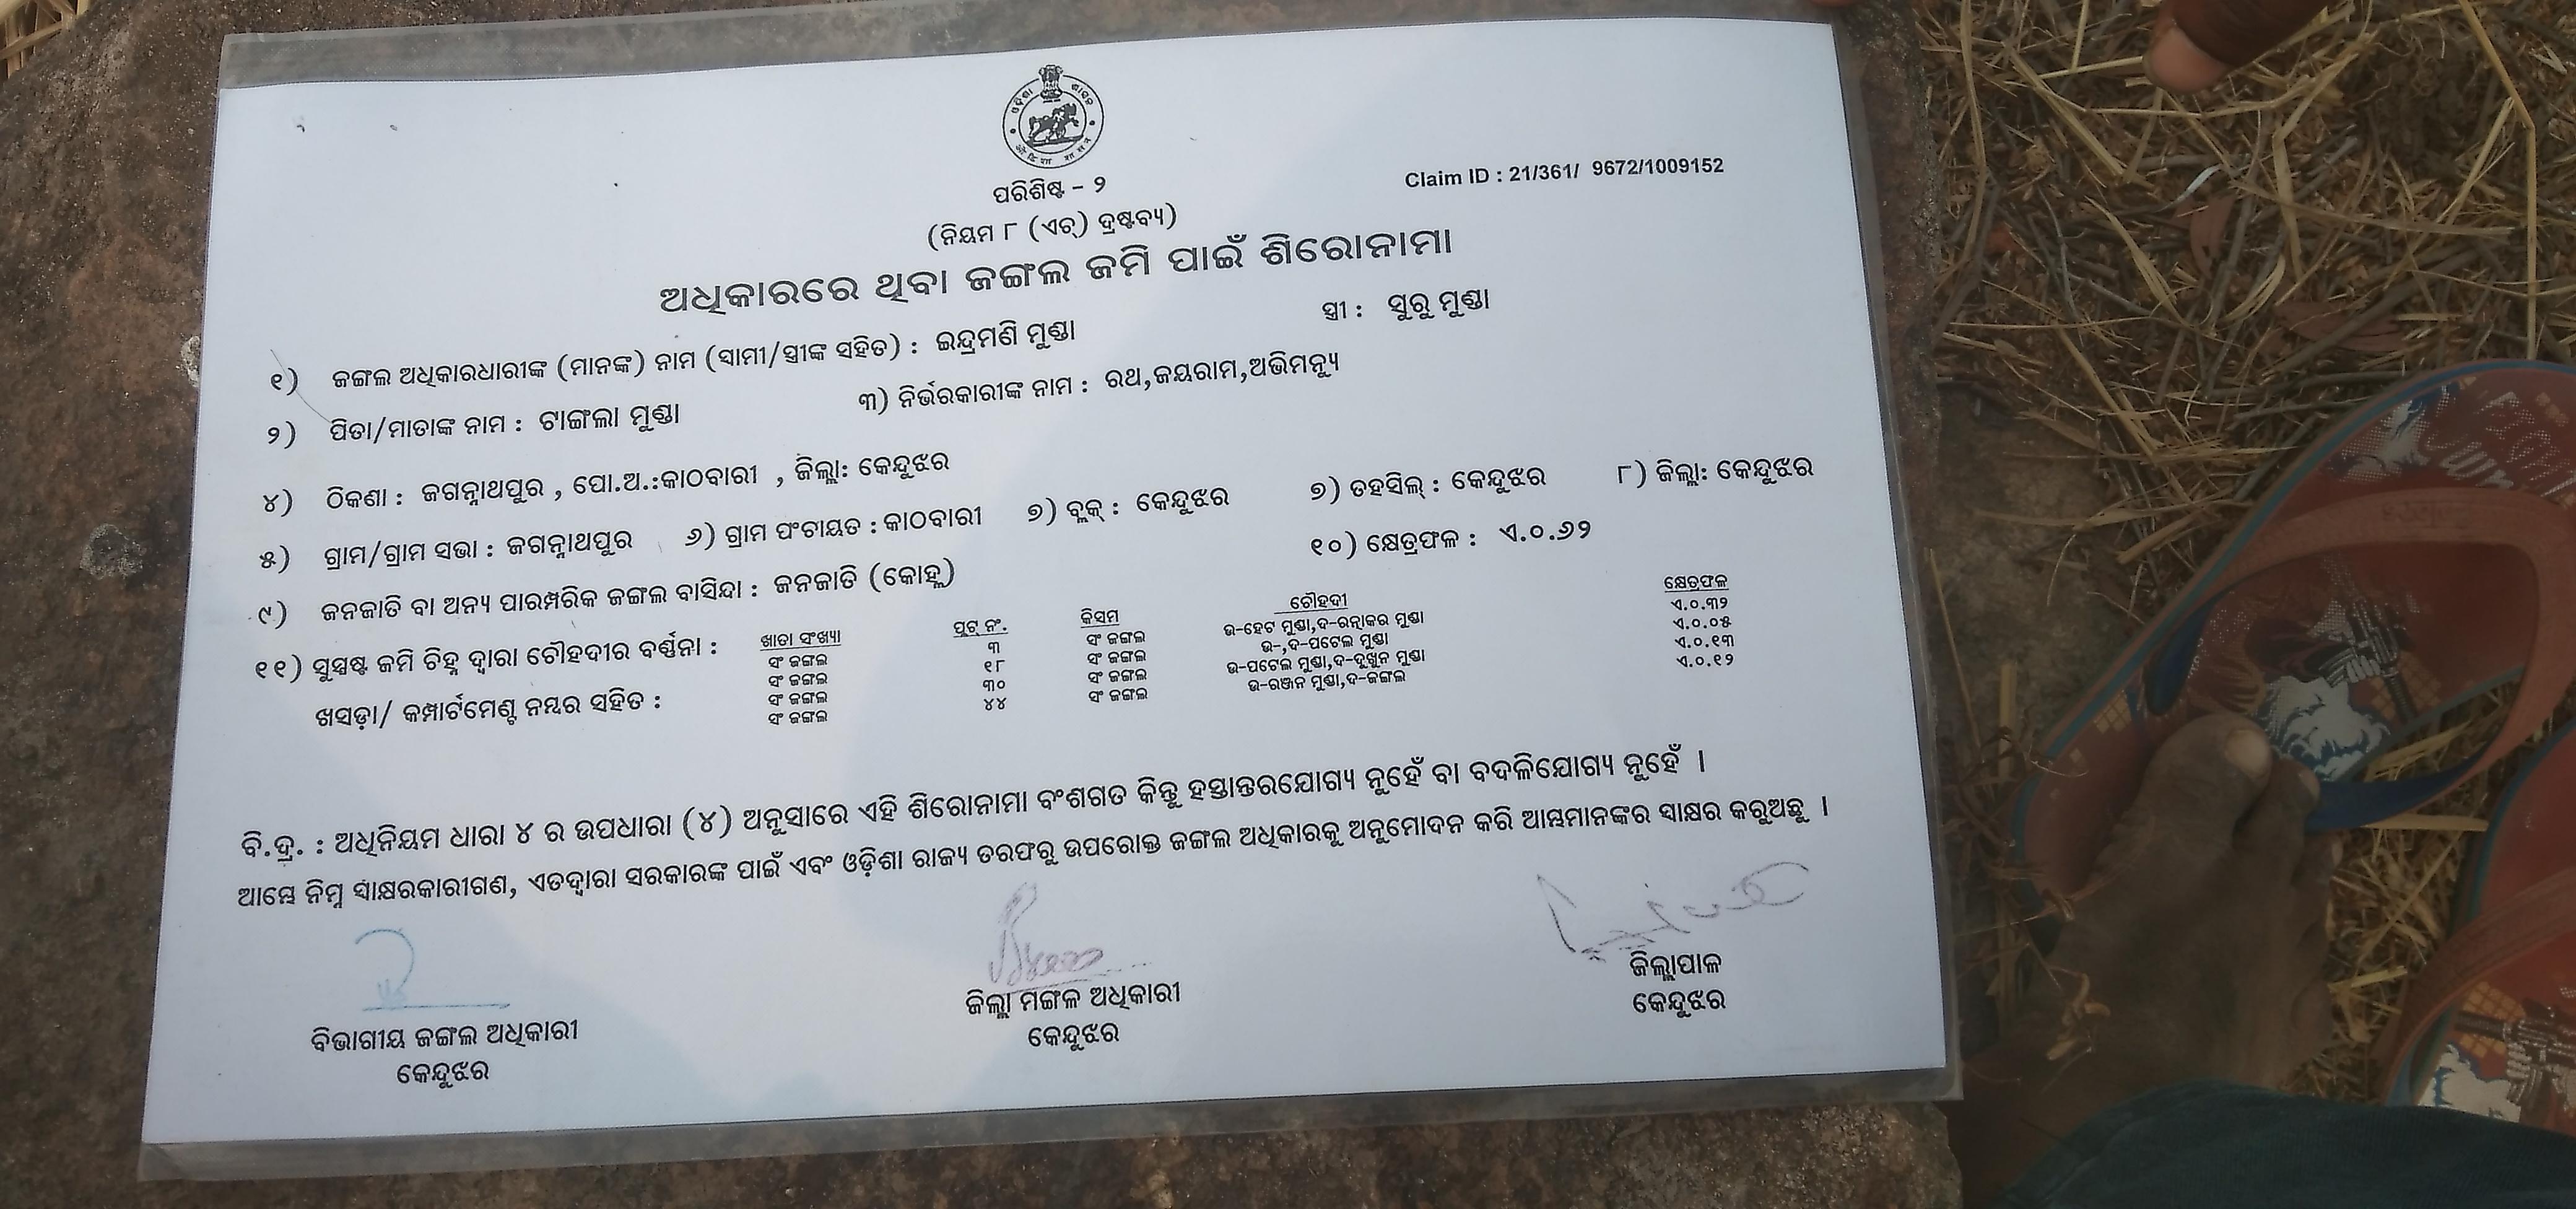 ଓଡ଼ିଶା ଶାସନ
ओड़िशा शासन
ପରିଶିଷ୍ଟ - ୨
Claim ID : 21/361/ 9672/1009152
(ନିୟମ ୮ (ଏଚ୍) ଦ୍ରଷ୍ଟବ୍ୟ)
ଅଧିକାରରେ ଥିବା ଜଙ୍ଗଲ ଜମି ପାଇଁ ଶିରୋନାମା
୧) ଜଙ୍ଗଲ ଅଧିକାରଧାରୀଙ୍କ (ମାନଙ୍କ) ନାମ (ସ୍ୱାମୀ/ସ୍ତ୍ରୀଙ୍କ ସହିତ) : ଇନ୍ଦ୍ରମଣି ମୁଣ୍ଡା ସ୍ତ୍ରୀ : ସୁରୁ ମୁଣ୍ଡା
୨) ପିତା/ମାତାଙ୍କ ନାମ : ଟାଙ୍ଗଲା ମୁଣ୍ଡା ୩) ନିର୍ଭରକାରୀଙ୍କ ନାମ : ରଥ,ଜୟରାମ,ଅଭିମନ୍ୟୁ
୪) ଠିକଣା : ଜଗନ୍ନାଥପୁର , ପୋ.ଅ.:କାଠବାରୀ , ଜିଲ୍ଲା: କେନ୍ଦୁଝର
୫) ଗ୍ରାମ/ଗ୍ରାମ ସଭା : ଜଗନ୍ନାଥପୁର ୬) ଗ୍ରାମ ପଂଚାୟତ : କାଠବାରୀ ୭) ବ୍ଲକ୍ : କେନ୍ଦୁଝର ୭) ତହସିଲ୍ : କେନ୍ଦୁଝର ୮) ଜିଲ୍ଲା: କେନ୍ଦୁଝର
୯) ଜନଜାତି ବା ଅନ୍ୟ ପାରମ୍ପରିକ ଜଙ୍ଗଲ ବାସିନ୍ଦା : ଜନଜାତି (କୋହ୍ଲ) ୧୦) କ୍ଷେତ୍ରଫଳ : ଏ.୦.୬୨
୧୧) ସୁସ୍ପଷ୍ଟ ଜମି ଚିହ୍ନ ଦ୍ୱାରା ଚୌହଦୀର ବର୍ଣ୍ଣନା :
ଖସଡ଼ା/ କମ୍ପାର୍ଟମେଣ୍ଟ ନମ୍ବର ସହିତ :
ଖାତା ସଂଖ୍ୟା ପ୍ଲଟ୍ ନଂ. କିସମ ଚୌହଦୀ କ୍ଷେତ୍ରଫଳ
ସଂ ଜଙ୍ଗଲ ୩ ସଂ ଜଙ୍ଗଲ ଉ-ହେଟ ମୁଣ୍ଡା,ଦ-ରତ୍ନାକର ମୁଣ୍ଡା ଏ.୦.୩୨
ସଂ ଜଙ୍ଗଲ ୧୮ ସଂ ଜଙ୍ଗଲ ଉ-,ଦ-ପଟେଲ ମୁଣ୍ଡା ଏ.୦.୦୫
ସଂ ଜଙ୍ଗଲ ୩୦ ସଂ ଜଙ୍ଗଲ ଉ-ପଟେଲ ମୁଣ୍ଡା,ଦ-ଦୁଖୁନ ମୁଣ୍ଡା ଏ.୦.୧୩
ସଂ ଜଙ୍ଗଲ ୪୪ ସଂ ଜଙ୍ଗଲ ଉ-ରଞ୍ଜନ ମୁଣ୍ଡା,ଦ-ଜଙ୍ଗଲ ଏ.୦.୧୨
ବି.ଦ୍ର. : ଅଧିନିୟମ ଧାରା ୪ ର ଉପଧାରା (୪) ଅନୁସାରେ ଏହି ଶିରୋନାମା ବଂଶଗତ କିନ୍ତୁ ହସ୍ତାନ୍ତରଯୋଗ୍ୟ ନୁହେଁ ବା ବଦଳିଯୋଗ୍ୟ ନୁହେଁ ।
ଆମ୍ଭେ ନିମ୍ନ ସ୍ୱାକ୍ଷରକାରୀଗଣ, ଏତଦ୍ୱାରା ସରକାରଙ୍କ ପାଇଁ ଏବଂ ଓଡ଼ିଶା ରାଜ୍ୟ ତରଫରୁ ଉପରୋକ୍ତ ଜଙ୍ଗଲ ଅଧିକାରକୁ ଅନୁମୋଦନ କରି ଆମ୍ଭମାନଙ୍କର ସ୍ୱାକ୍ଷର କରୁଅଛୁ ।
ବିଭାଗୀୟ ଜଙ୍ଗଲ ଅଧିକାରୀ
କେନ୍ଦୁଝର
ଜିଲ୍ଲା ମଙ୍ଗଳ ଅଧିକାରୀ
କେନ୍ଦୁଝର
ଜିଲ୍ଲାପାଳ
କେନ୍ଦୁଝର